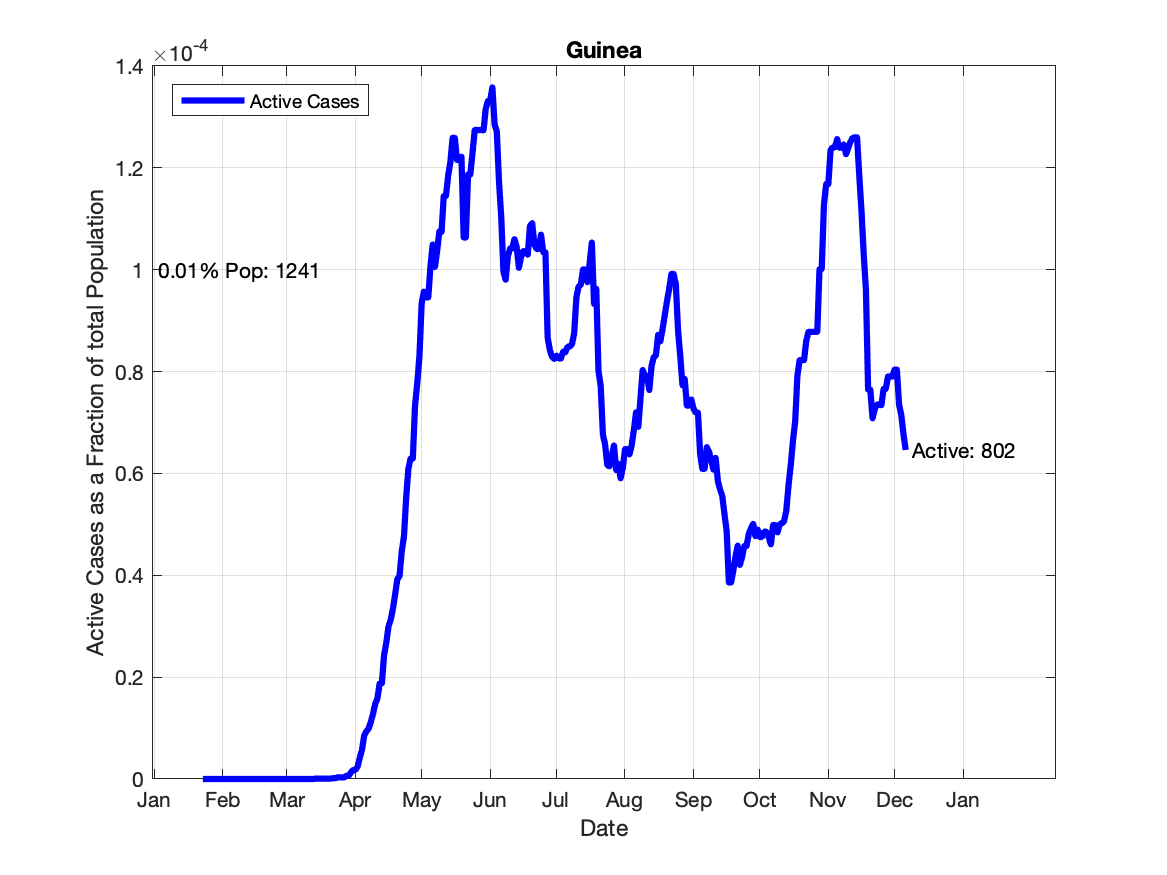 Guinea
×10⁻⁴
1.4
1.2
1
0.8
0.6
0.4
0.2
0
Active Cases as a Fraction of total Population
Active Cases
0.01% Pop: 1241
Active: 802
Jan Feb Mar Apr May Jun Jul Aug Sep Oct Nov Dec Jan
Date